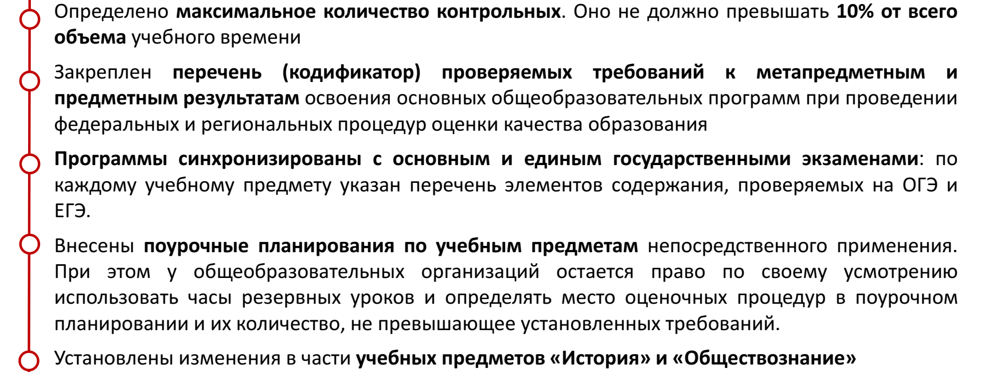 Определено максимальное количество контрольных. Оно не должно превышать 10% от всего
объема учебного времени
Закреплен перечень (кодификатор) проверяемых требований к метапредметным и
предметным результатам освоения основных общеобразовательных программ при проведении
федеральных и региональных процедур оценки качества образования
Программы синхронизированы с основным и единым государственными экзаменами: по
каждому учебному предмету указан перечень элементов содержания, проверяемых на ОГЭ и
ЕГЭ.
Внесены поурочные планирования по учебным предметам непосредственного применения.
При этом у общеобразовательных организаций остается право по своему усмотрению
использовать часы резервных уроков и определять место оценочных процедур в поурочном
планировании и их количество, не превышающее установленных требований.
Установлены изменения в части учебных предметов «История» и «Обществознание»